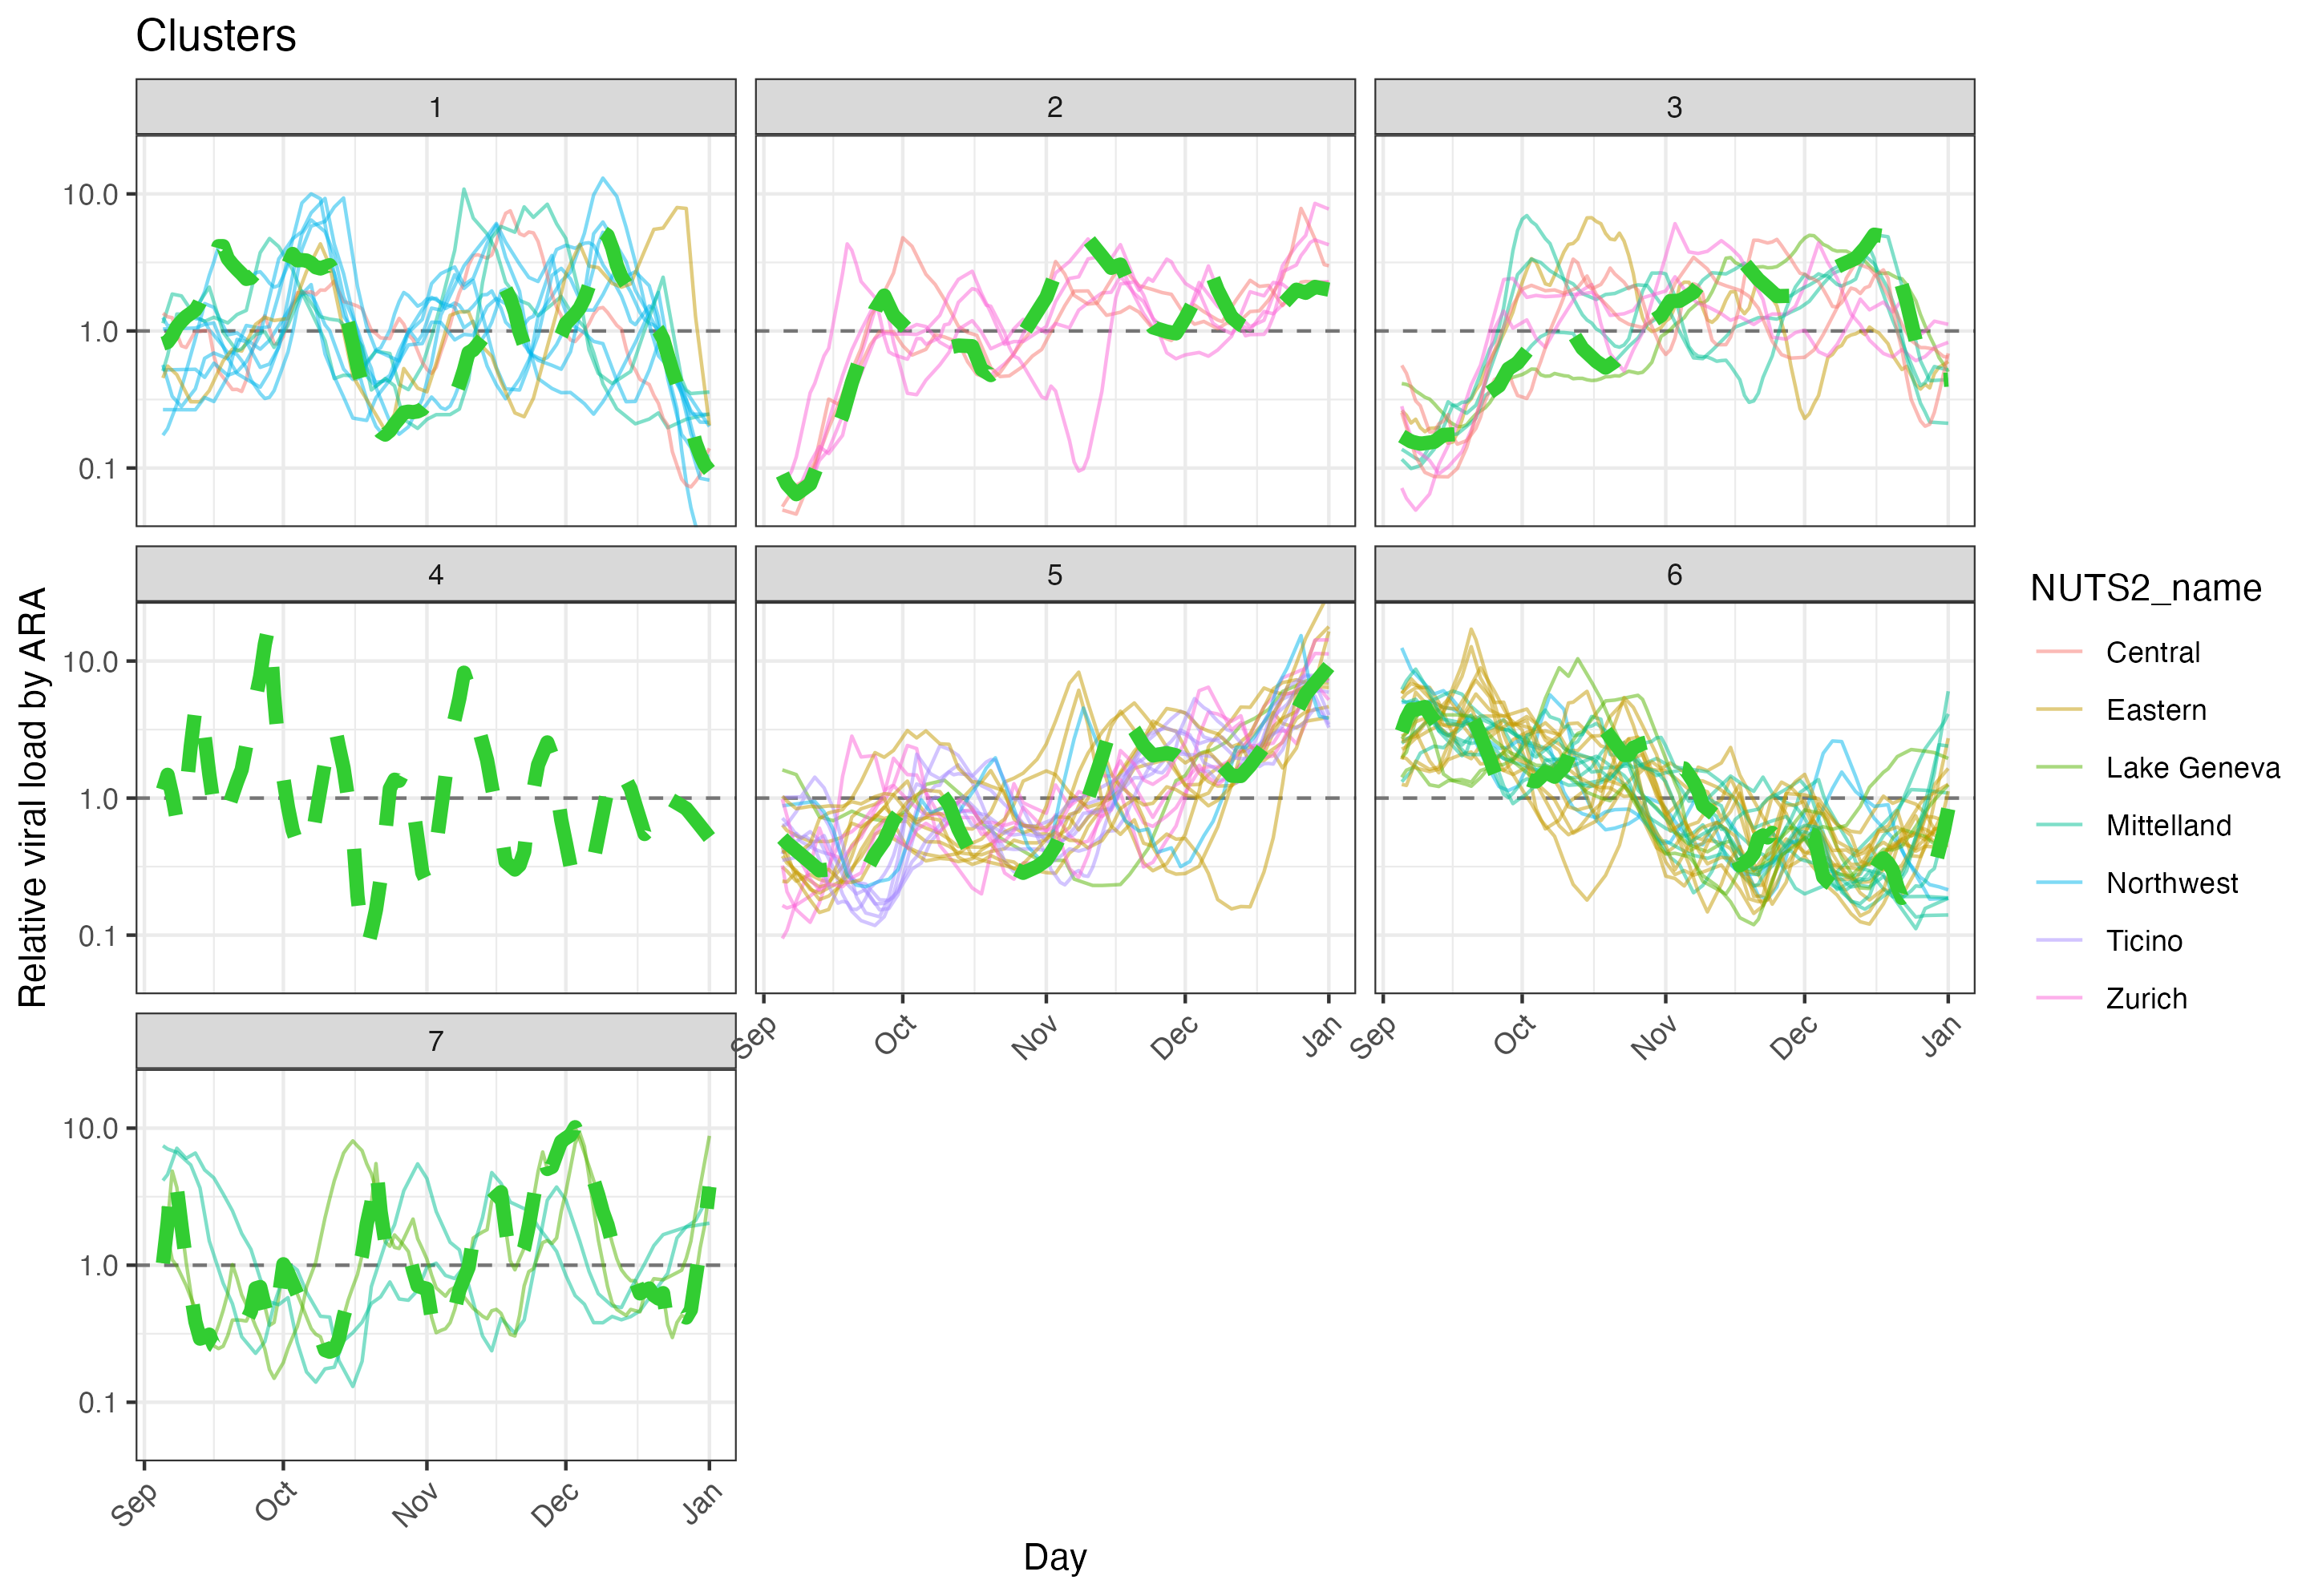 Clusters
1
2
3
10.0
1.0
0.1
4
5
6
10.0
1.0
0.1
Sep
Oct
Nov
Dec
Jan
Sep
Oct
Nov
Dec
Jan
7
10.0
1.0
0.1
Sep
Oct
Nov
Dec
Jan
Day
Relative viral load by ARA
NUTS2_name
Central
Eastern
Lake Geneva
Mittelland
Northwest
Ticino
Zurich